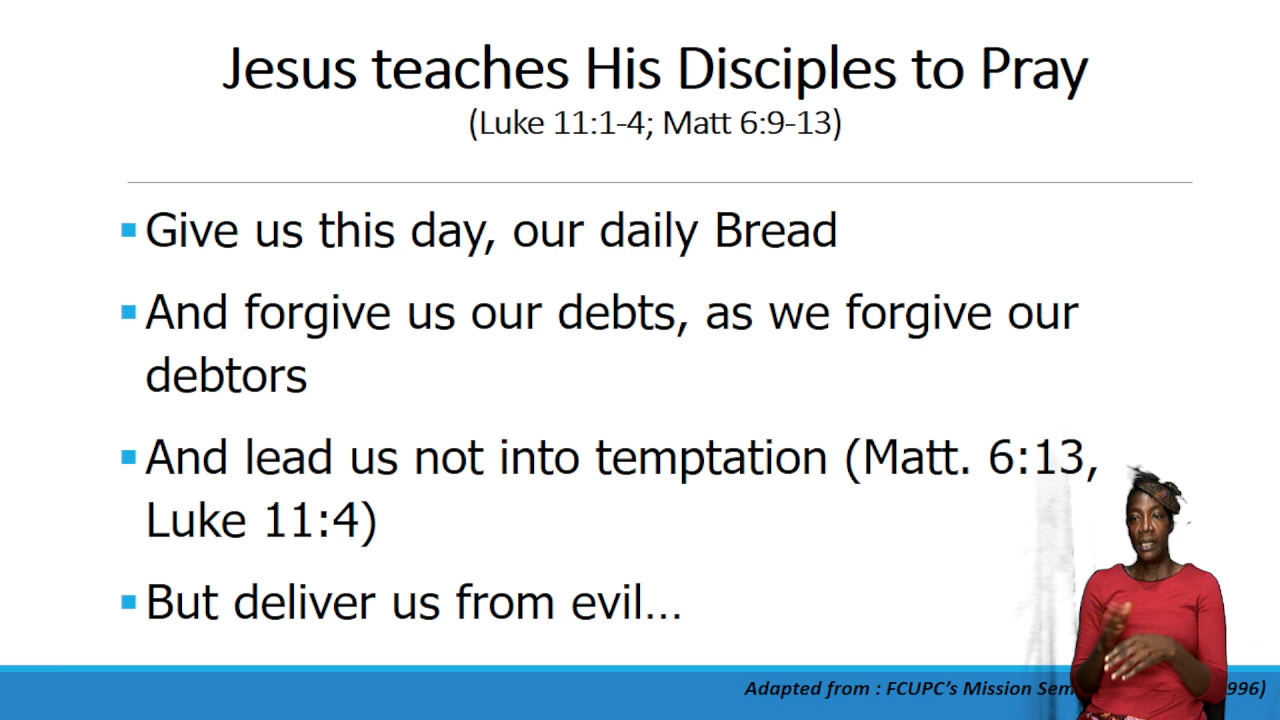 Jesus teaches His Disciples to Pray
(Luke 11:1-4; Matt 6:9-13)
Give us this day, our daily Bread
And forgive us our debts, as we forgive our
debtors
And lead us not into temptation (Matt. 6:13,
Luke 11:4)
But deliver us from evil…
Adapted from : FCUPC’s Mission